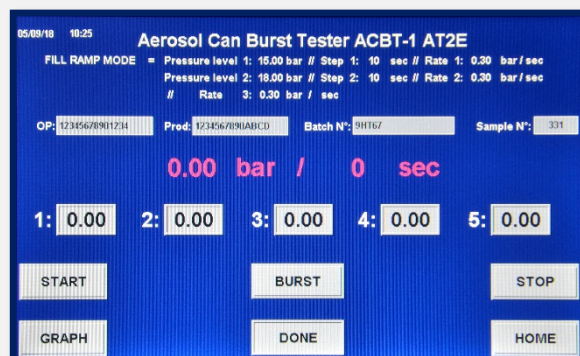 05/09/18 10:25
Aerosol Can Burst Tester ACBT-1 AT2E
FILL RAMP MODE = Pressure level 1: 15.00 bar // Step 1: 10 sec // Rate 1: 0.30 bar / sec
Pressure level 2: 18.00 bar // Step 2: 10 sec // Rate 2: 0.30 bar / sec
// Rate 3: 0.30 bar / sec
OP: 12345678901234 Prod: 1234567890ABCD Batch N°: 9HT67 Sample N°: 331
0.00 bar / 0 sec
1: 0.00 2: 0.00 3: 0.00 4: 0.00 5: 0.00
START BURST STOP
GRAPH DONE HOME